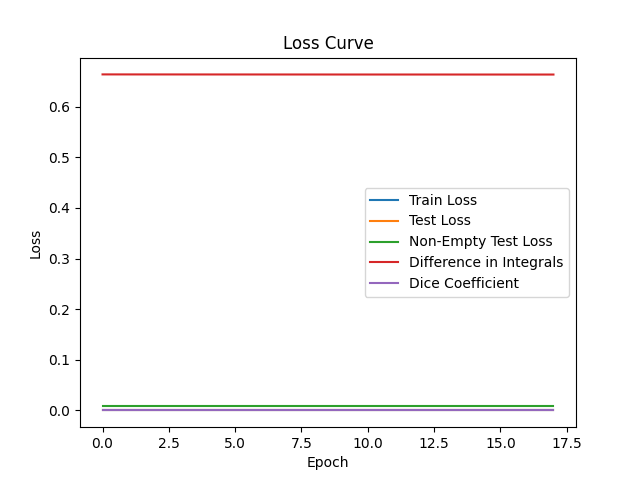 Loss Curve
Loss
0.6
0.5
0.4
0.3
0.2
0.1
0.0
Train Loss
Test Loss
Non-Empty Test Loss
Difference in Integrals
Dice Coefficient
0.0 2.5 5.0 7.5 10.0 12.5 15.0 17.5
Epoch